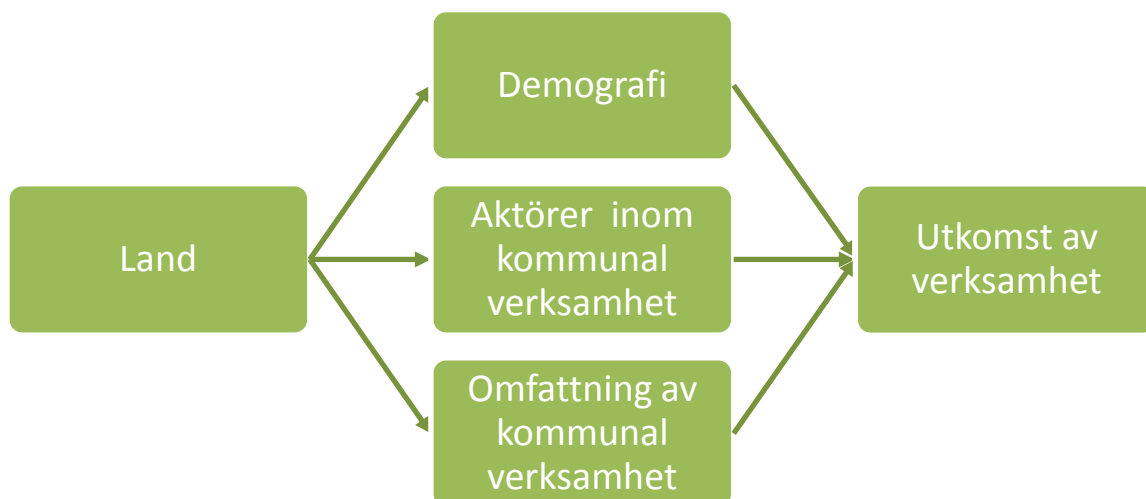 Demografi
Land
Aktörer inom
kommunal
verksamhet
Utkomst av
verksamhet
Omfattning av
kommunal
verksamhet